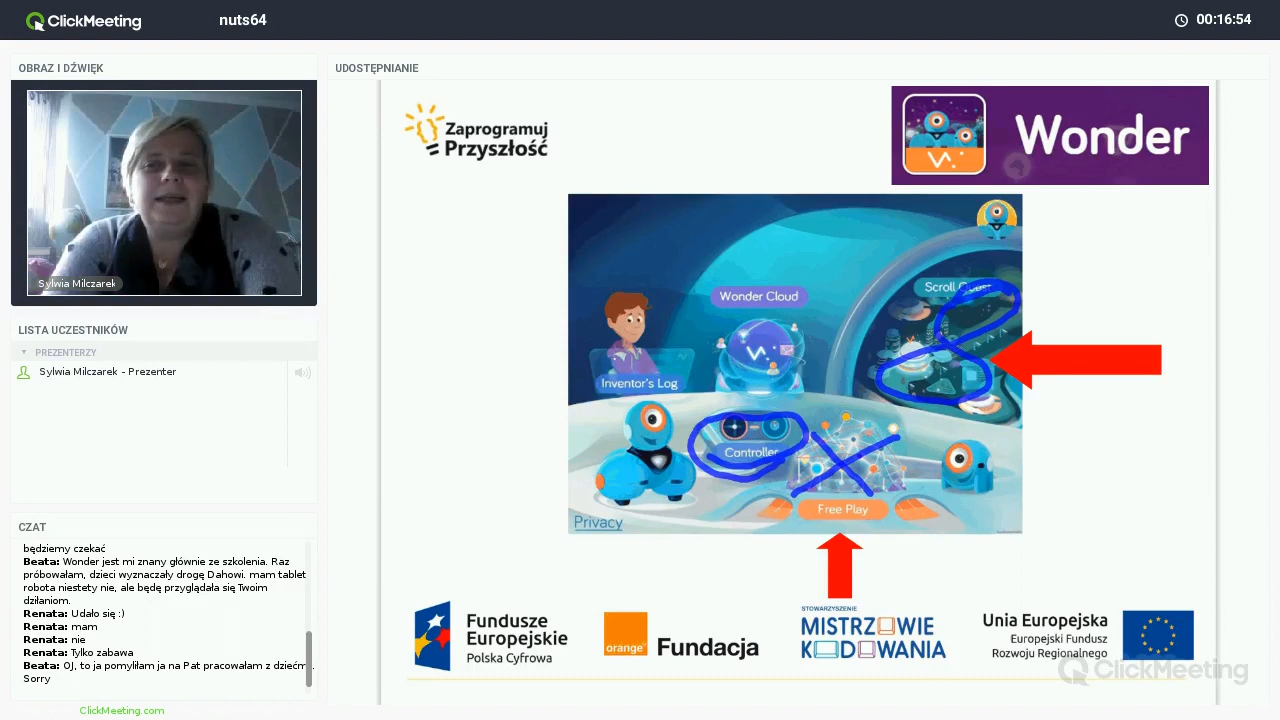 ClickMeeting
nuts64
00:16:54
OBRAZ I DŹWIĘK
Sylwia Milczarek
LISTA UCZESTNIKÓW
PREZENTERZY
Sylwia Milczarek - Prezenter
CZAT
będziemy czekać
Beata: Wonder jest mi znany głównie ze szkolenia. Raz
próbowałam, dzieci wyznaczały drogę Dahowi. mam tablet
robota niestety nie, ale będę przyglądała się Twoim
dziłaniom.
Renata: Udało się :)
Renata: mam
Renata: nie
Renata: Tylko zabawa
Beata: OJ, to ja pomyliłam ja na Pat pracowałam z dziećmi.
Sorry
ClickMeeting.com
UDOSTĘPNIANIE
Zaprogramuj
Przyszłość
Wonder
Scroll Quest
Wonder Cloud
Inventor's Log
Controller
Free Play
Privacy
Fundusze
Europejskie
Polska Cyfrowa
orange
Fundacja
STOWARZYSZENIE
MISTRZOWIE
KODOWANIA
Unia Europejska
Europejski Fundusz
Rozwoju Regionalnego
ClickMeeting